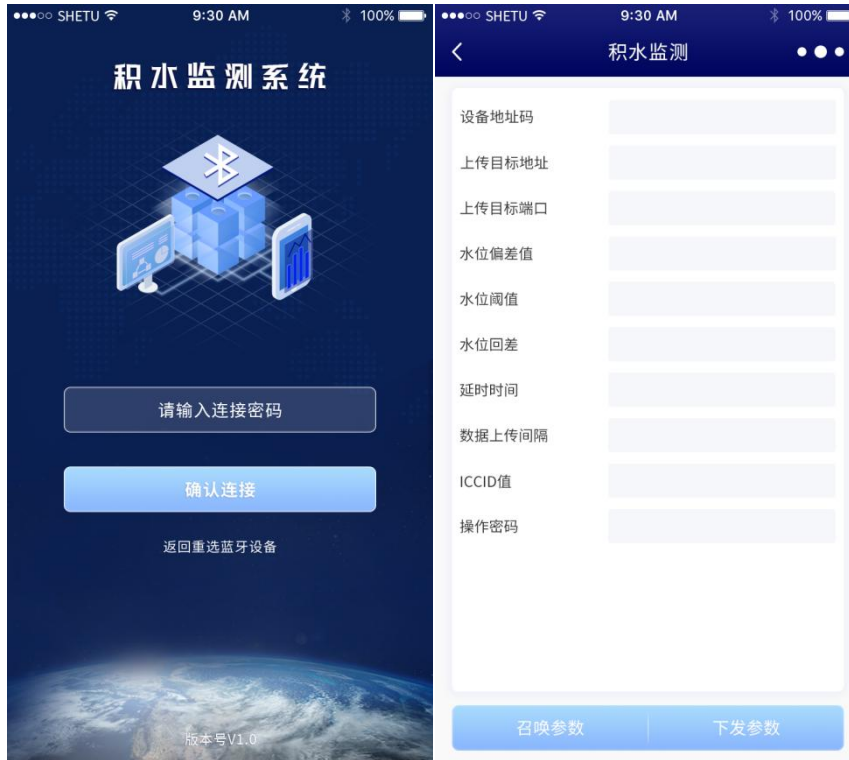 SHETU 9:30 AM 100%
积水监测系统
请输入连接密码
确认连接
返回重选蓝牙设备
版本号V1.0
SHETU 9:30 AM 100%
积水监测
设备地址码
上传目标地址
上传目标端口
水位偏差值
水位阈值
水位回差
延时时间
数据上传间隔
ICCID值
操作密码
召唤参数 下发参数